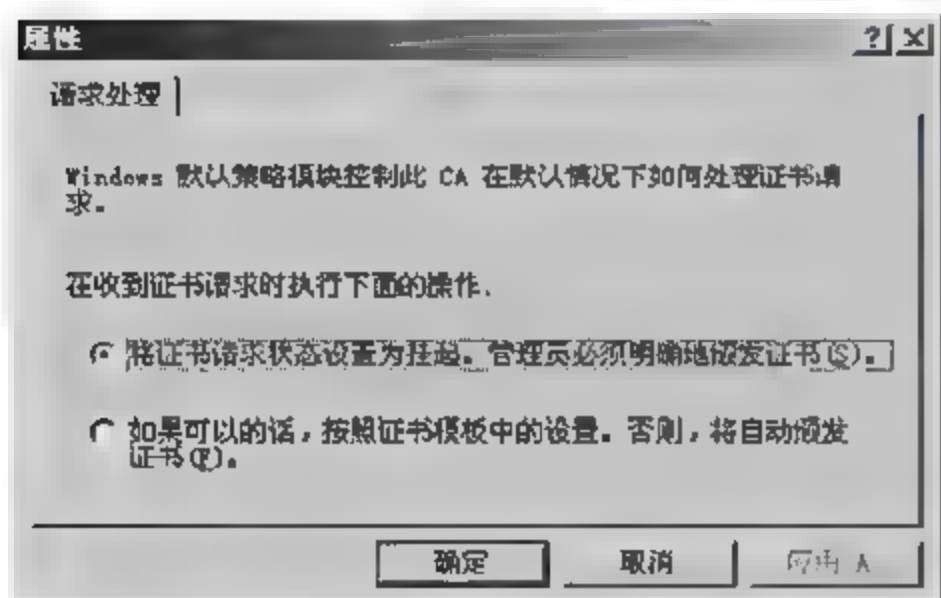 属性
请求处理
Windows 默认策略模块控制此 CA 在默认情况下如何处理证书请
求。
在收到证书请求时执行下面的操作.
将证书请求状态设置为挂起。管理员必须明确地颁发证书(S)。
如果可以的话，按照证书模板中的设置。否则，将自动颁发
证书(F)。
确定
取消
应用 A